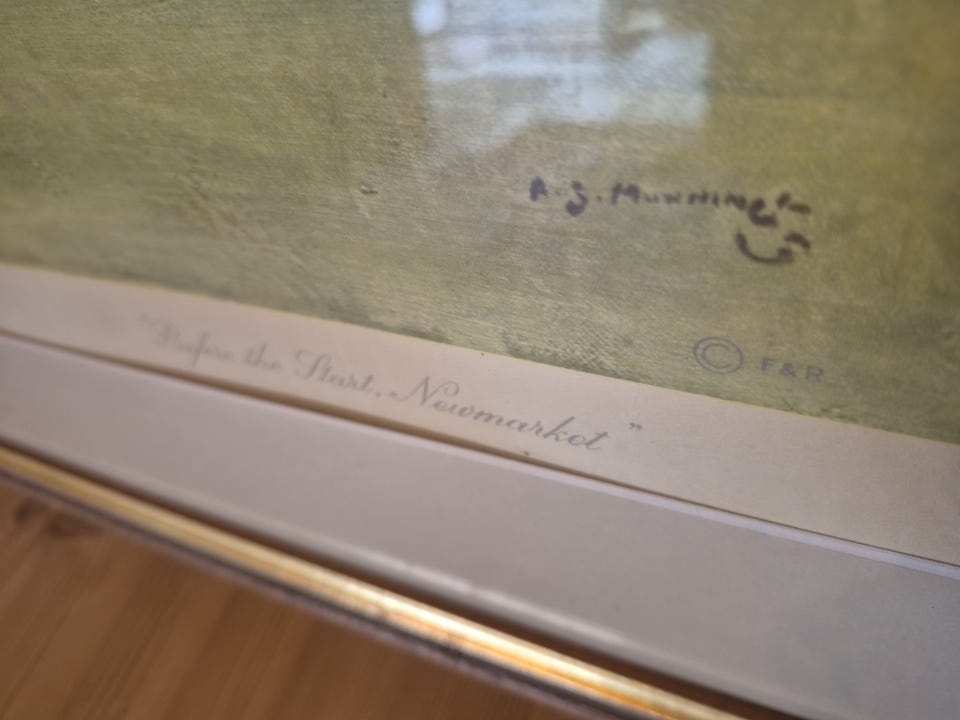 A. J. Munnings
© F & R
"Before the Start, Newmarket"